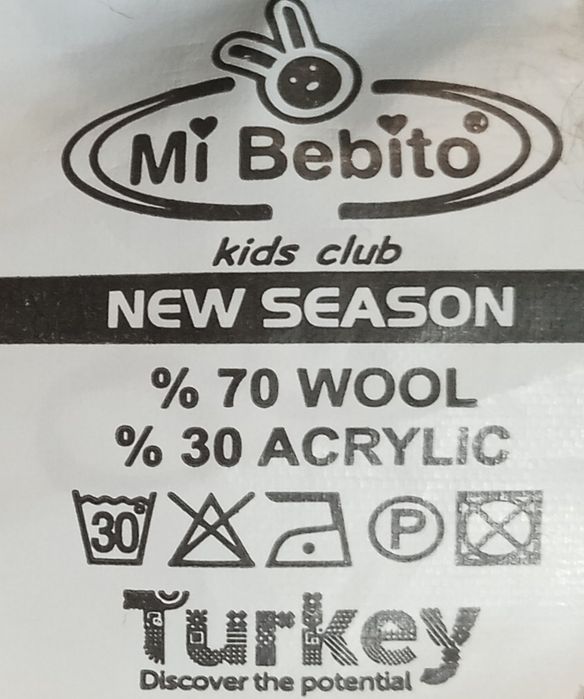 Mi Bebito
kids club
NEW SEASON
% 70 WOOL
% 30 ACRYLiC
30° P
Turkey
Discover the potential